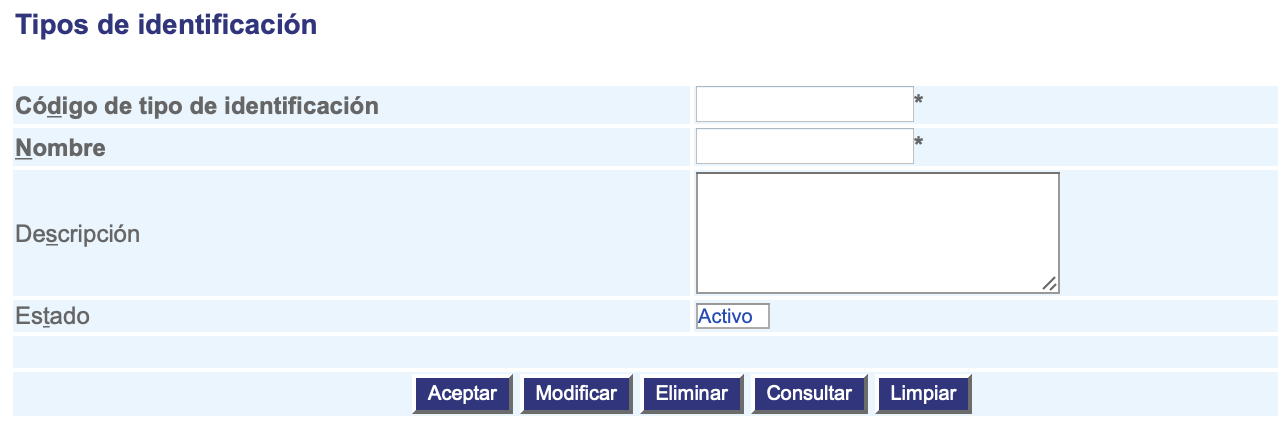 Tipos de identificación
Código de tipo de identificación *
Nombre *
Descripción
Estado Activo
Aceptar Modificar Eliminar Consultar Limpiar